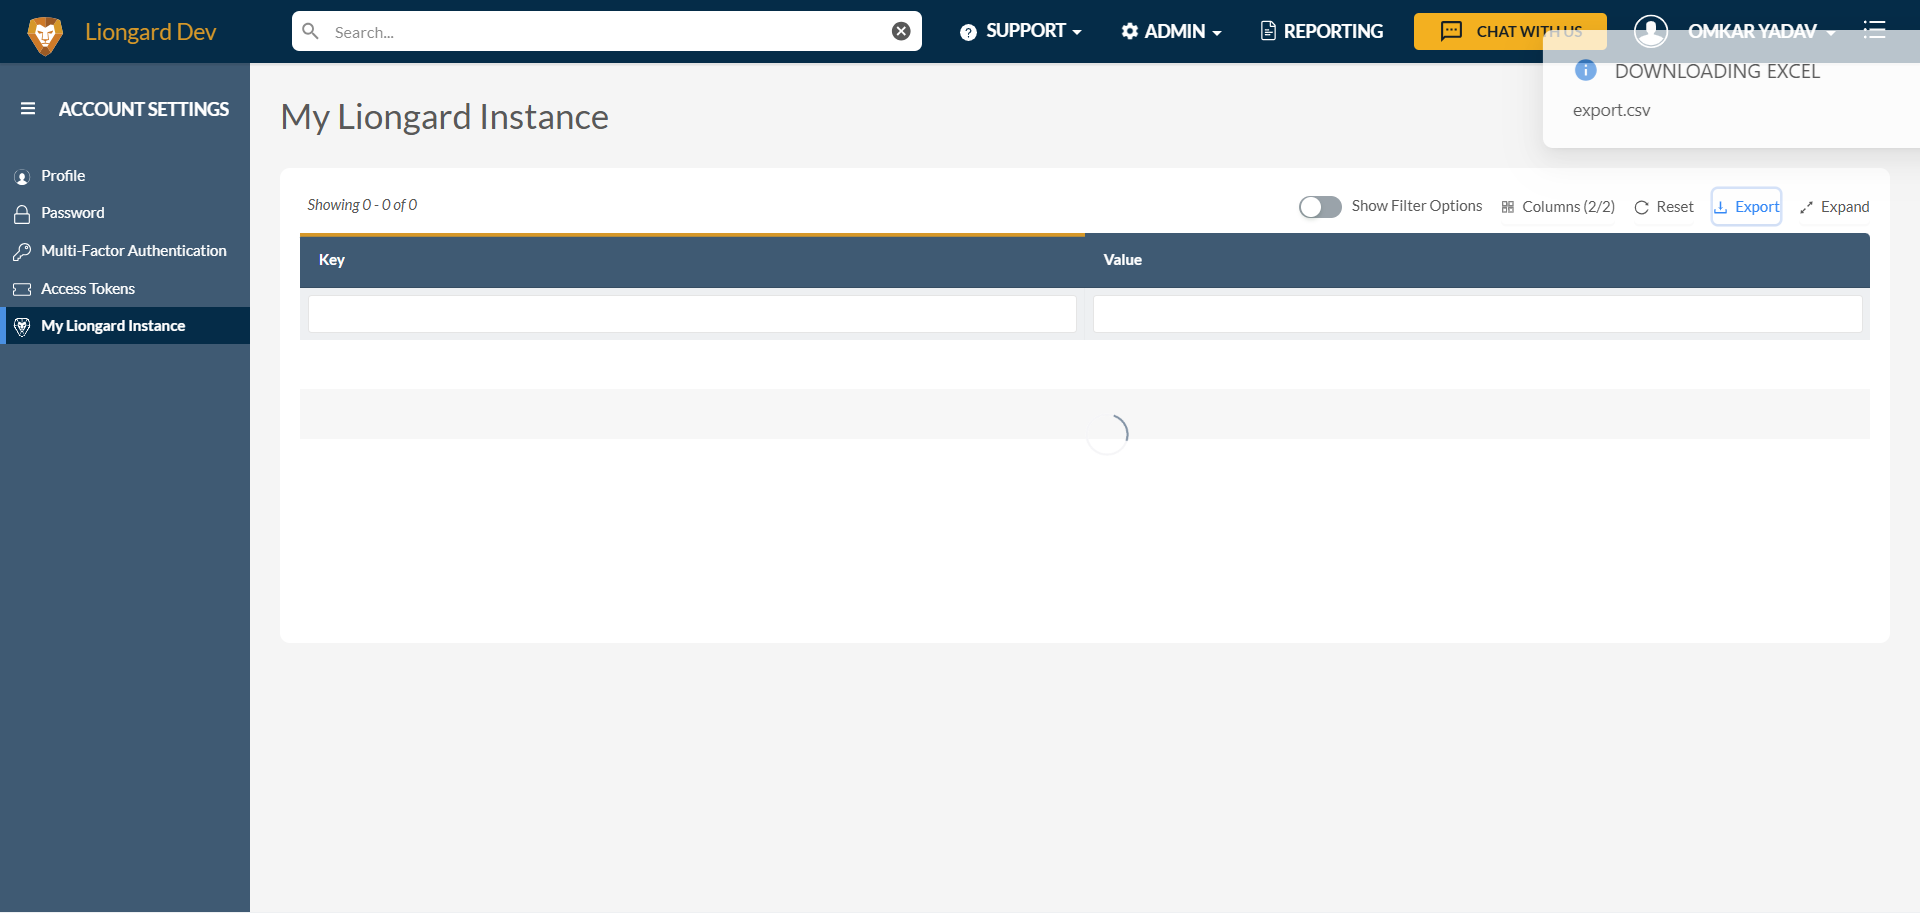 Liongard Dev
Search...
SUPPORT
ADMIN
REPORTING
CHAT WITH US
OMKAR YADAV
DOWNLOADING EXCEL
export.csv
ACCOUNT SETTINGS
Profile
Password
Multi-Factor Authentication
Access Tokens
My Liongard Instance
My Liongard Instance
Showing 0 - 0 of 0
Show Filter Options
Columns (2/2)
Reset
Export
Expand
Key
Value